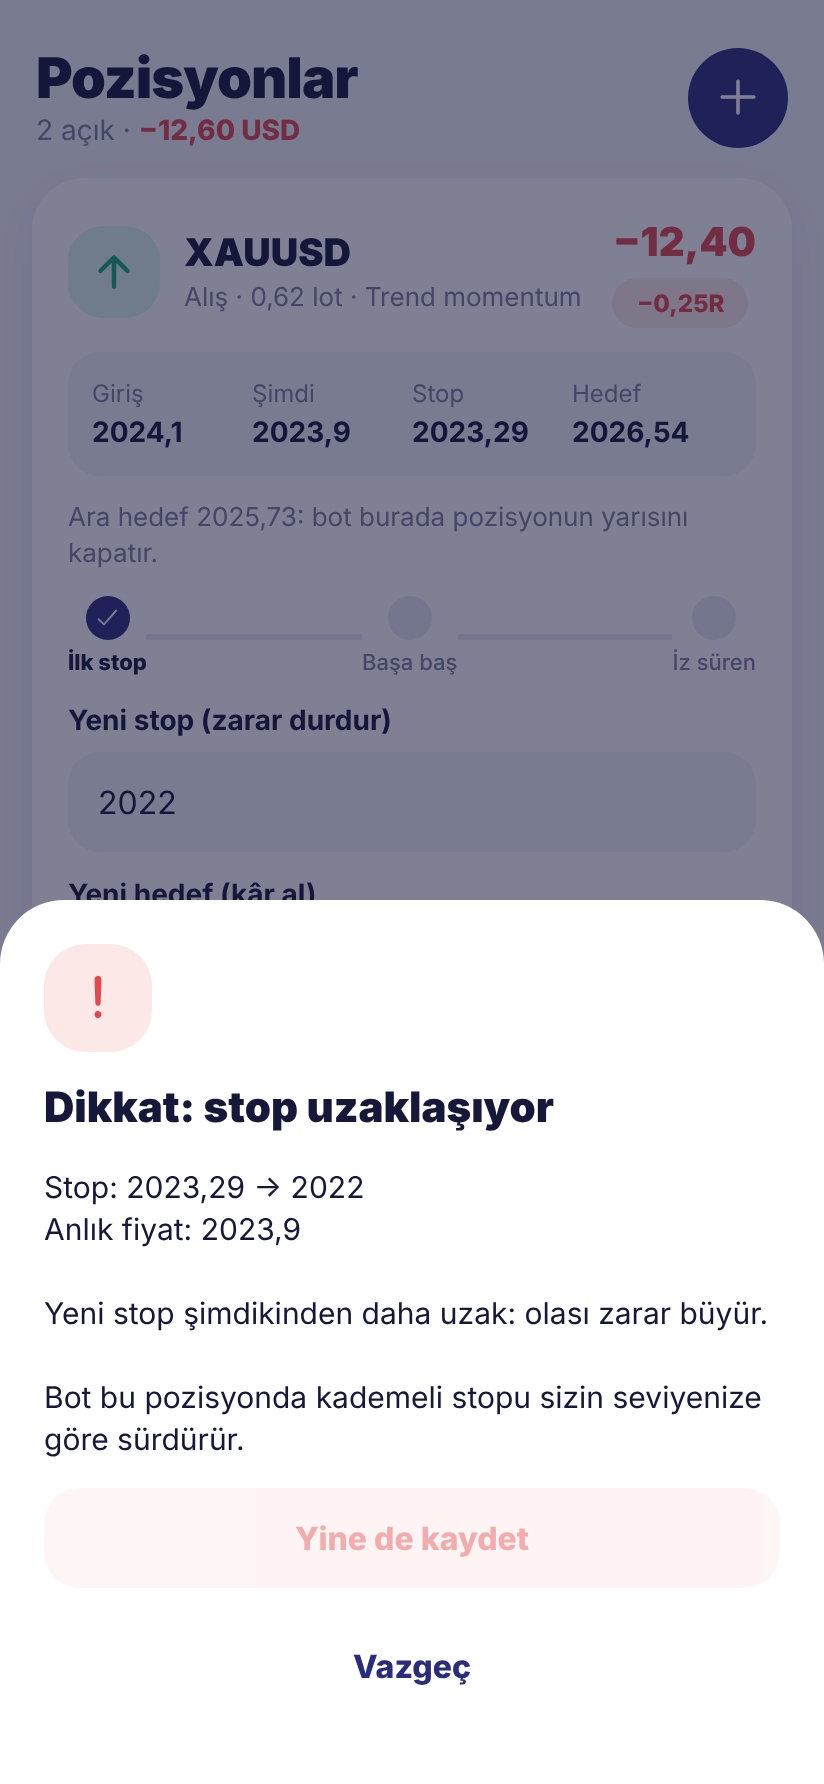 Pozisyonlar
2 açık · −12,60 USD
XAUUSD
−12,40
Alış · 0,62 lot · Trend momentum
−0,25R
Giriş Şimdi Stop Hedef
2024,1 2023,9 2023,29 2026,54
Ara hedef 2025,73: bot burada pozisyonun yarısını
kapatır.
İlk stop Başa baş İz süren
Yeni stop (zarar durdur)
2022
Yeni hedef (kâr al)
Dikkat: stop uzaklaşıyor
Stop: 2023,29 → 2022
Anlık fiyat: 2023,9
Yeni stop şimdikinden daha uzak: olası zarar büyür.
Bot bu pozisyonda kademeli stopu sizin seviyenize
göre sürdürür.
Yine de kaydet
Vazgeç